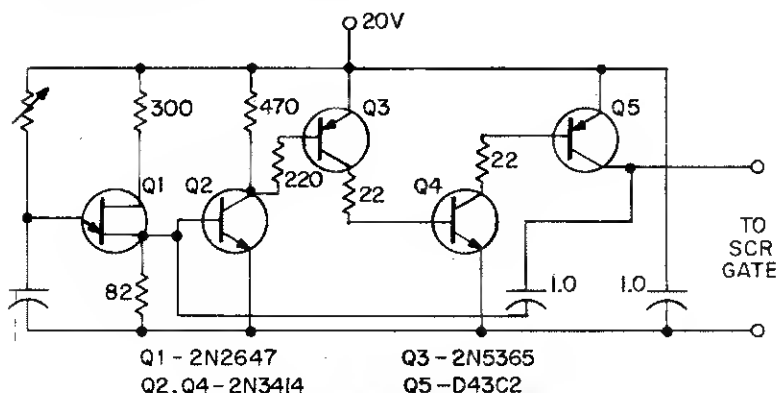 20V
300
470
Q3
Q5
Q1
Q2
220
22
Q4
22
82
1.0
1.0
TO
SCR
GATE
Q1-2N2647
Q2,Q4-2N3414
Q3-2N5365
Q5-D43C2